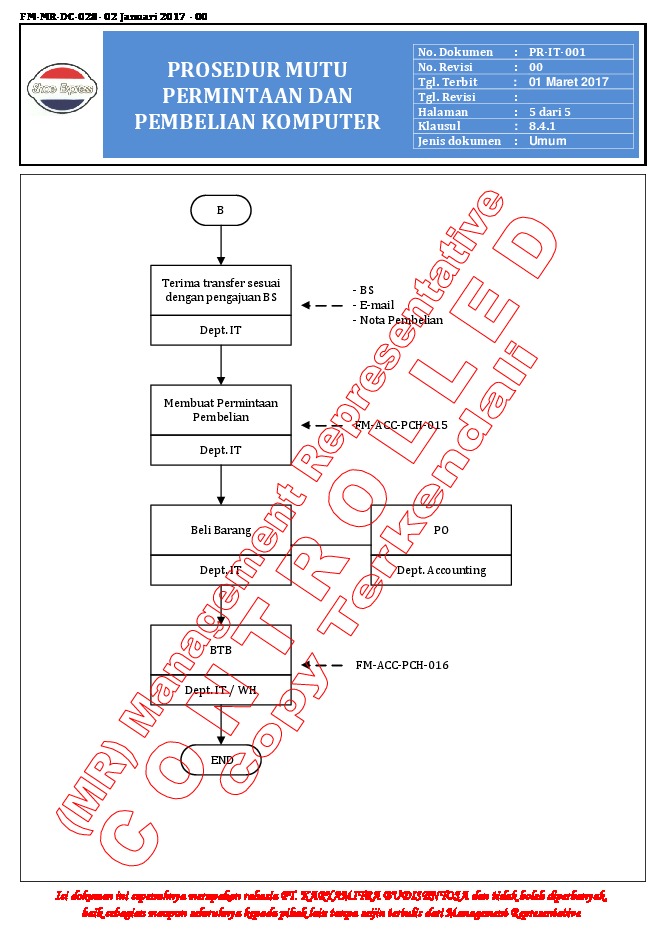 FM-MR-DC-028- 02 Januari 2017 - 00
Shoes Express
PROSEDUR MUTU
PERMINTAAN DAN
PEMBELIAN KOMPUTER
No. Dokumen : PR-IT-001
No. Revisi : 00
Tgl. Terbit : 01 Maret 2017
Tgl. Revisi :
Halaman : 5 dari 5
Klausul : 8.4.1
Jenis dokumen : Umum
B
Terima transfer sesuai
dengan pengajuan BS
Dept. IT
- BS
- E-mail
- Nota Pembelian
Membuat Permintaan
Pembelian
Dept. IT
FM-ACC-PCH-015
Beli Barang
Dept. IT
PO
Dept. Accounting
BTB
Dept. IT / WH
FM-ACC-PCH-016
END
(MR) Management Representative
CONTROLLED
Copy Terkendali
Isi dokumen ini sepenuhnya merupakan rahasia PT. KARYAMITRA BUDISENTOSA dan tidak boleh diperbanyak,
baik sebagian maupun seluruhnya kepada pihak lain tanpa seijin tertulis dari Management Representative